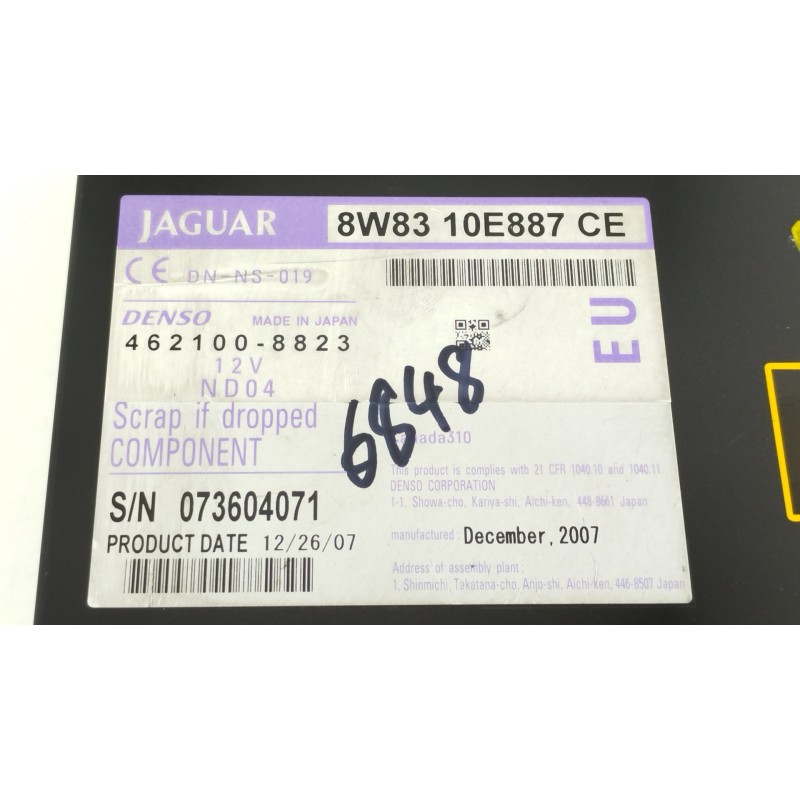 JAGUAR 8W83 10E887 CE
CE DN-NS-019
DENSO MADE IN JAPAN
462100-8823
12V
ND04
EU
6848
Scrap if dropped
COMPONENT
S/N 073604071
PRODUCT DATE 12/26/07
canada310
This product is complies with 21 CFR 1040.10 and 1040.11
DENSO CORPORATION
1-1, Showa-cho, Kariya-shi, Aichi-ken, 448-8661 Japan
manufactured: December, 2007
Address of assembly plant:
1, Shinmichi, Takatana-cho, Anjo-shi, Aichi-ken, 446-8507 Japan